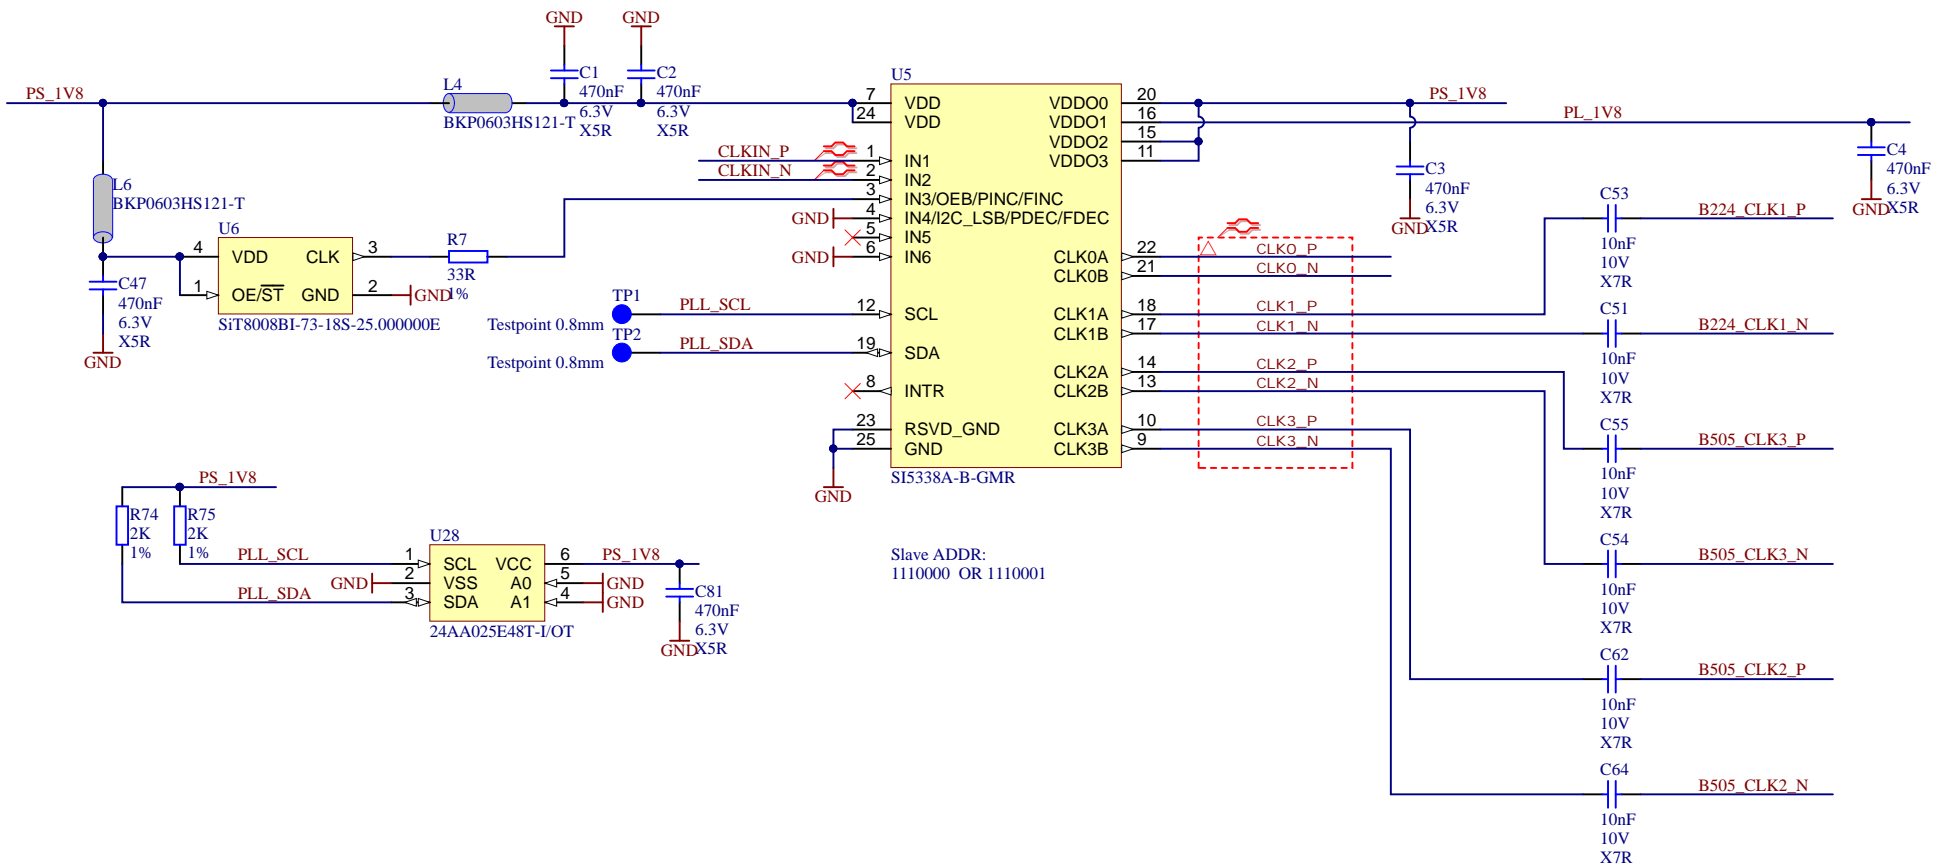 GND
GND
PS_1V8
L4
BKP0603HS121-T
C1
470nF
6.3V
X5R
C2
470nF
6.3V
X5R
L6
BKP0603HS121-T
U6
4 VDD CLK 3
1 OE/ST GND 2
SiT8008BI-73-18S-25.000000E
GND
R7
33R
1%
C47
470nF
6.3V
X5R
GND
CLKIN_P
CLKIN_N
GND
GND
TP1
Testpoint 0.8mm
PLL_SCL
TP2
Testpoint 0.8mm
PLL_SDA
U5
7 VDD VDDO0 20
24 VDD VDDO1 16
VDDO2 15
1 IN1 VDDO3 11
2 IN2
3 IN3/OEB/PINC/FINC
4 IN4/I2C_LSB/PDEC/FDEC
5 IN5
6 IN6 CLK0A 22
CLK0B 21
12 SCL CLK1A 18
CLK1B 17
19 SDA
CLK2A 14
8 INTR CLK2B 13
23 RSVD_GND CLK3A 10
25 GND CLK3B 9
SI5338A-B-GMR
GND
Slave ADDR:
1110000 OR 1110001
PS_1V8
PL_1V8
C3
470nF
6.3V
X5R
GND
C4
470nF
6.3V
X5R
GND
CLK0_P
CLK0_N
CLK1_P
CLK1_N
CLK2_P
CLK2_N
CLK3_P
CLK3_N
C53
10nF
10V
X7R
B224_CLK1_P
C51
10nF
10V
X7R
B224_CLK1_N
C55
10nF
10V
X7R
B505_CLK3_P
C54
10nF
10V
X7R
B505_CLK3_N
C62
10nF
10V
X7R
B505_CLK2_P
C64
10nF
10V
X7R
B505_CLK2_N
PS_1V8
R74
2K
1%
R75
2K
1%
PLL_SCL
GND
PLL_SDA
U28
1 SCL VCC 6
2 VSS A0 5
3 SDA A1 4
24AA025E48T-I/OT
PS_1V8
GND
GND
C81
470nF
6.3V
X5R
GND